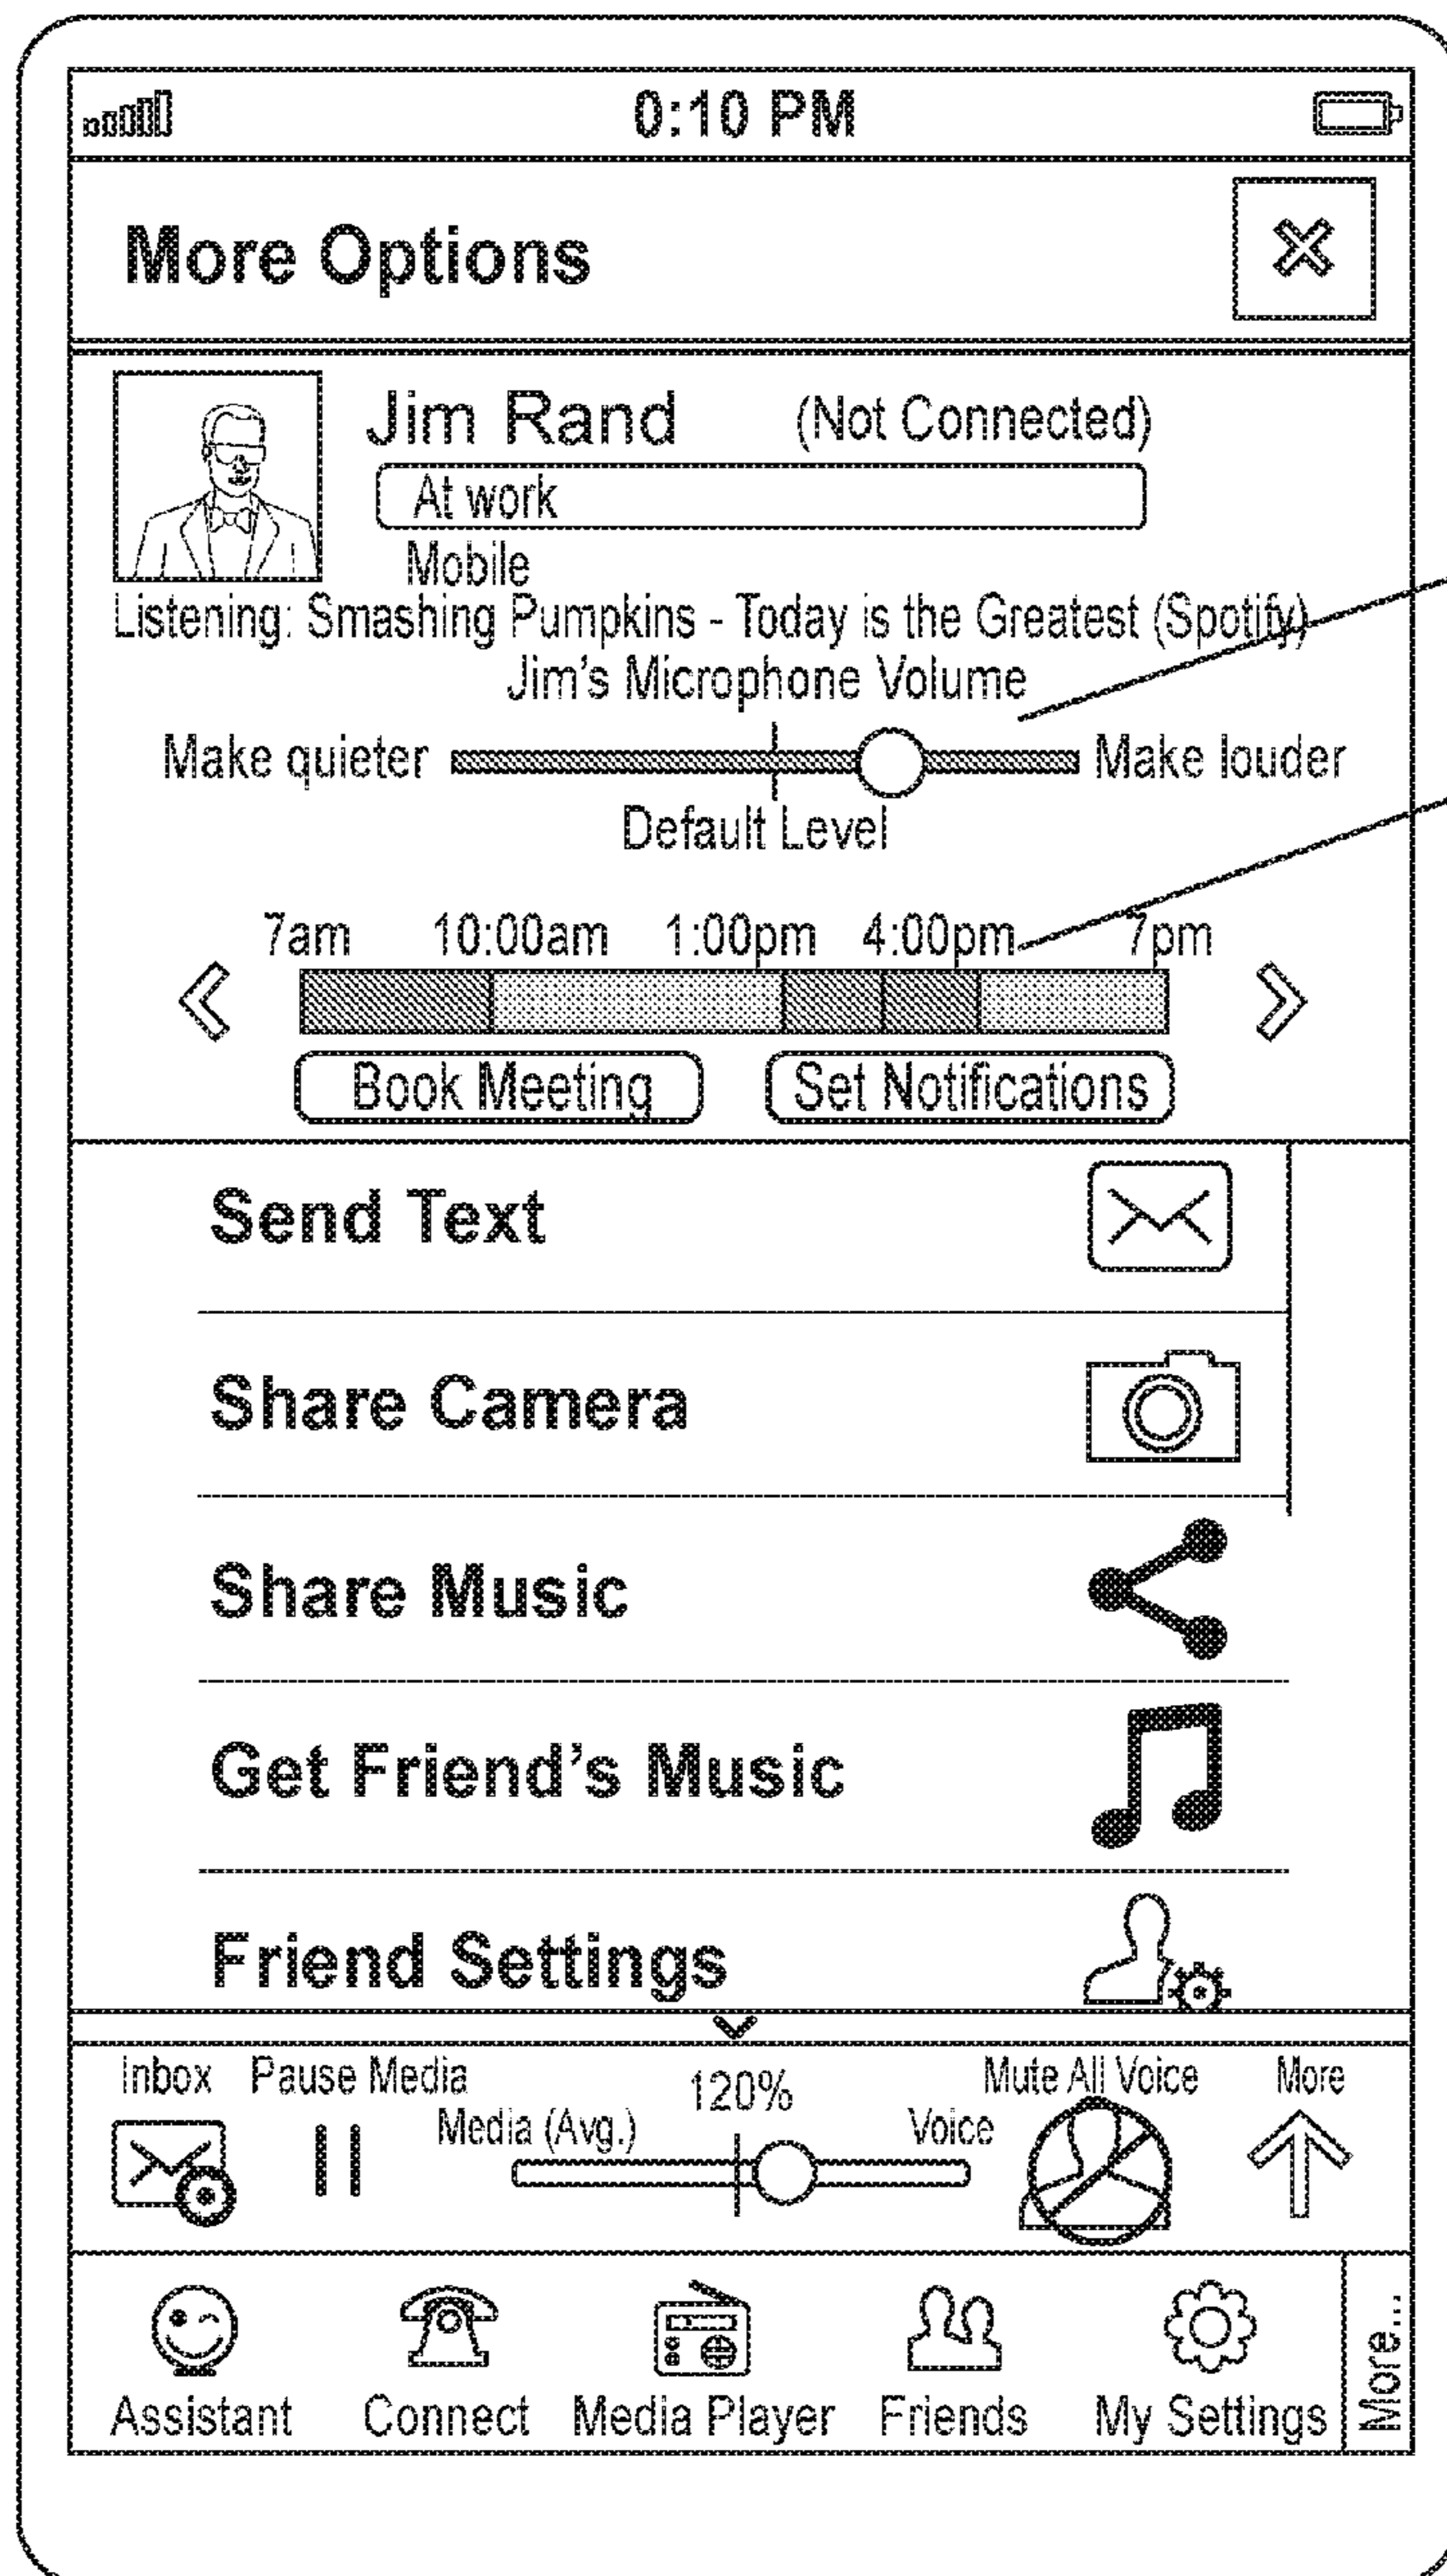 0:10 PM
More Options
Jim Rand (Not Connected)
At work
Mobile
Listening: Smashing Pumpkins - Today is the Greatest (Spotify)
Jim's Microphone Volume
Make quieter Make louder
Default Level
7am 10:00am 1:00pm 4:00pm 7pm
Book Meeting Set Notifications
Send Text
Share Camera
Share Music
Get Friend's Music
Friend Settings
Inbox Pause Media 120% Mute All Voice More
Media (Avg.) Voice
Assistant Connect Media Player Friends My Settings More...